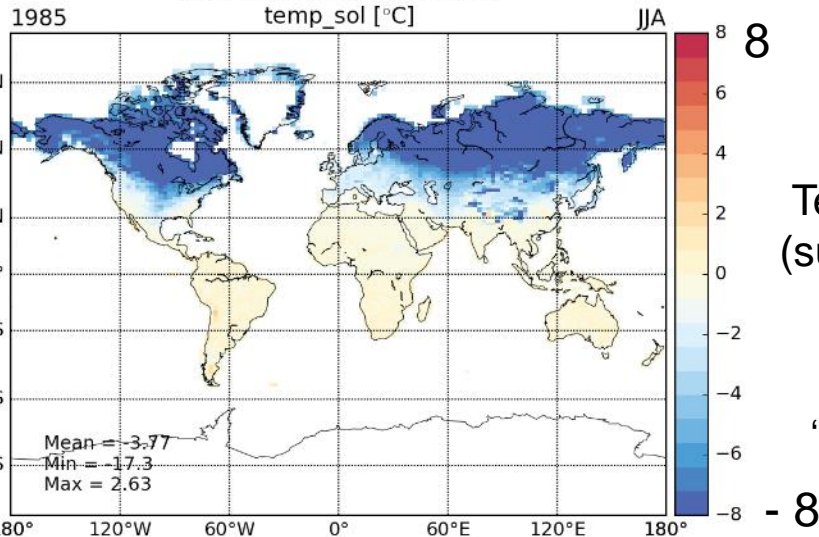 1985 temp_sol [°C] JJA
8 8
6
4
2
0
−2
−4
−6
−8 - 8
Mean = -3.77
Min = -17.3
Max = 2.63
120°W 60°W 0° 60°E 120°E 180°